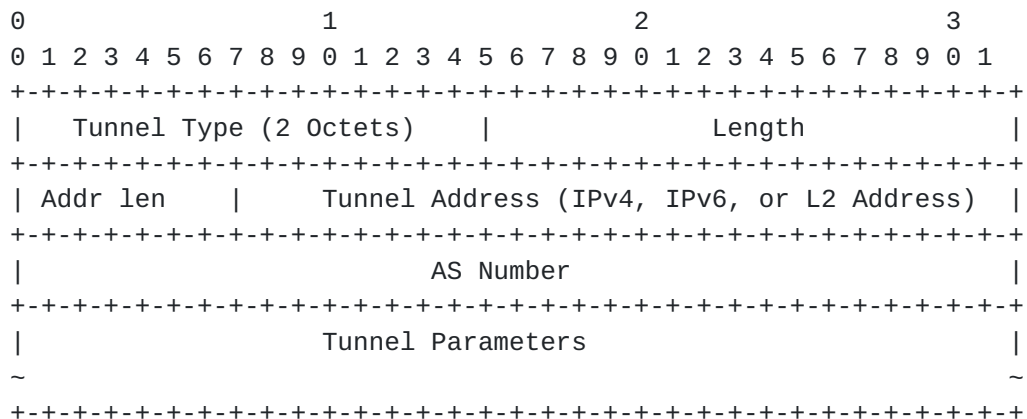 0                   1                   2                   3
0 1 2 3 4 5 6 7 8 9 0 1 2 3 4 5 6 7 8 9 0 1 2 3 4 5 6 7 8 9 0 1
+-+-+-+-+-+-+-+-+-+-+-+-+-+-+-+-+-+-+-+-+-+-+-+-+-+-+-+-+-+-+-+-+
|   Tunnel Type (2 Octets)    |              Length             |
+-+-+-+-+-+-+-+-+-+-+-+-+-+-+-+-+-+-+-+-+-+-+-+-+-+-+-+-+-+-+-+-+
| Addr len    |     Tunnel Address (IPv4, IPv6, or L2 Address)  |
+-+-+-+-+-+-+-+-+-+-+-+-+-+-+-+-+-+-+-+-+-+-+-+-+-+-+-+-+-+-+-+-+
|                          AS Number                            |
+-+-+-+-+-+-+-+-+-+-+-+-+-+-+-+-+-+-+-+-+-+-+-+-+-+-+-+-+-+-+-+-+
|                   Tunnel Parameters                           |
~                                                               ~
+-+-+-+-+-+-+-+-+-+-+-+-+-+-+-+-+-+-+-+-+-+-+-+-+-+-+-+-+-+-+-+-+